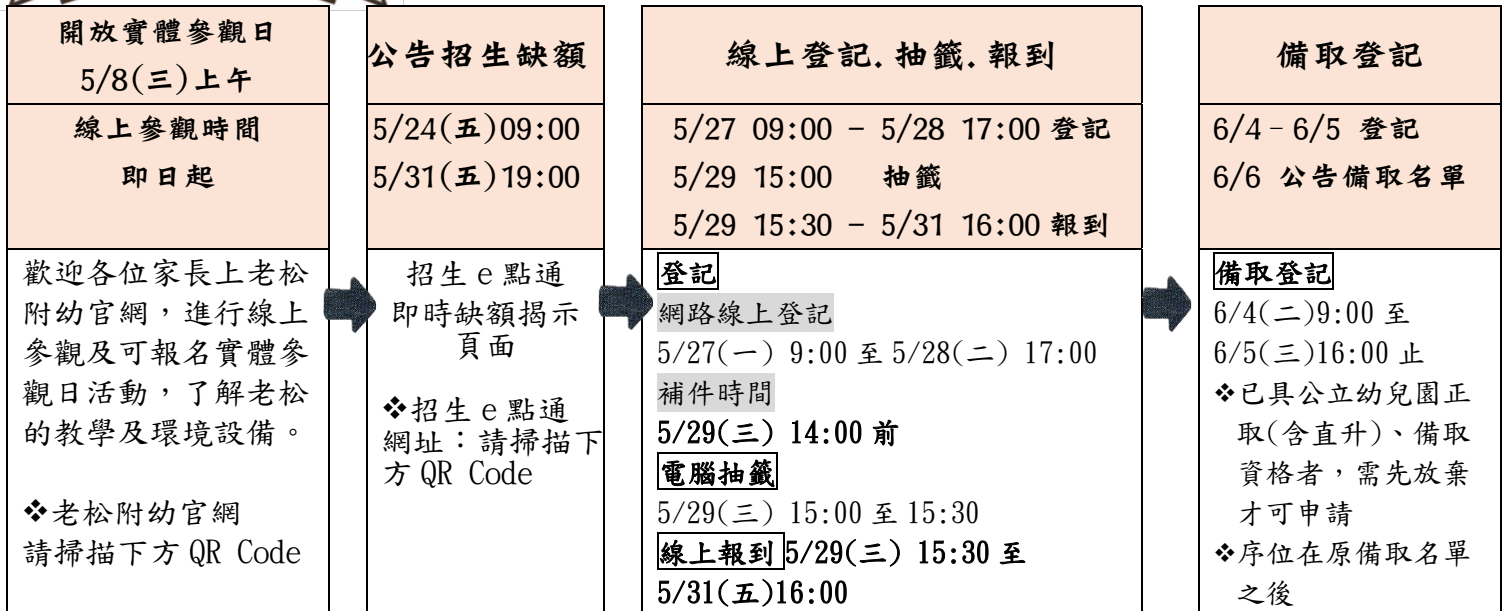 開放實體參觀日
5/8(三)上午
線上參觀時間
即日起
歡迎各位家長上老松
附幼官網，進行線上
參觀及可報名實體參
觀日活動，了解老松
的教學及環境設備。
❖老松附幼官網
請掃描下方 QR Code
公告招生缺額
5/24(五)09:00
5/31(五)19:00
招生 e 點通
即時缺額揭示
頁面
❖招生 e 點通
網址：請掃描下
方 QR Code
線上登記.抽籤.報到
5/27 09:00 – 5/28 17:00 登記
5/29 15:00 抽籤
5/29 15:30 – 5/31 16:00 報到
登記
網路線上登記
5/27(一) 9:00 至 5/28(二) 17:00
補件時間
5/29(三) 14:00 前
電腦抽籤
5/29(三) 15:00 至 15:30
線上報到 5/29(三) 15:30 至
5/31(五)16:00
備取登記
6/4–6/5 登記
6/6 公告備取名單
備取登記
6/4(二)9:00 至
6/5(三)16:00 止
❖已具公立幼兒園正
取(含直升)、備取
資格者，需先放棄
才可申請
❖序位在原備取名單
之後